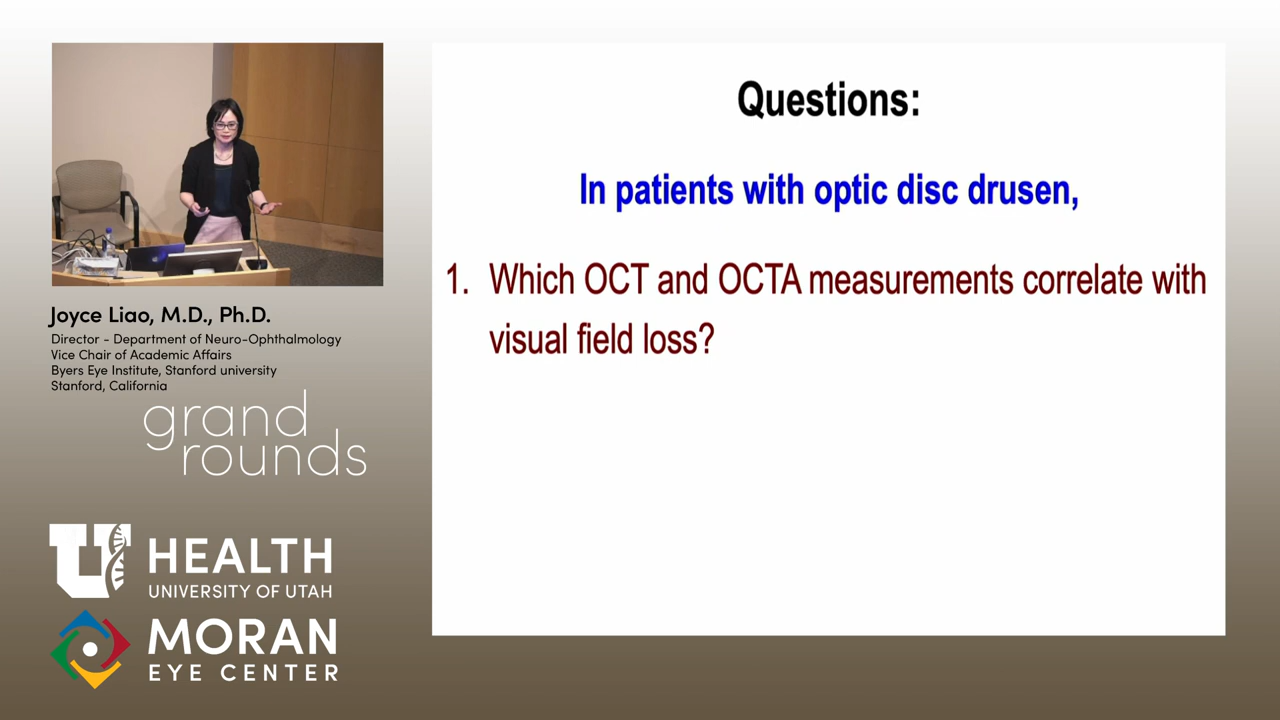 Questions:
In patients with optic disc drusen,
1. Which OCT and OCTA measurements correlate with
visual field loss?
Joyce Liao, M.D., Ph.D.
Director - Department of Neuro-Ophthalmology
Vice Chair of Academic Affairs
Byers Eye Institute, Stanford university
Stanford, California
grand
rounds
U HEALTH
UNIVERSITY OF UTAH
MORAN
EYE CENTER